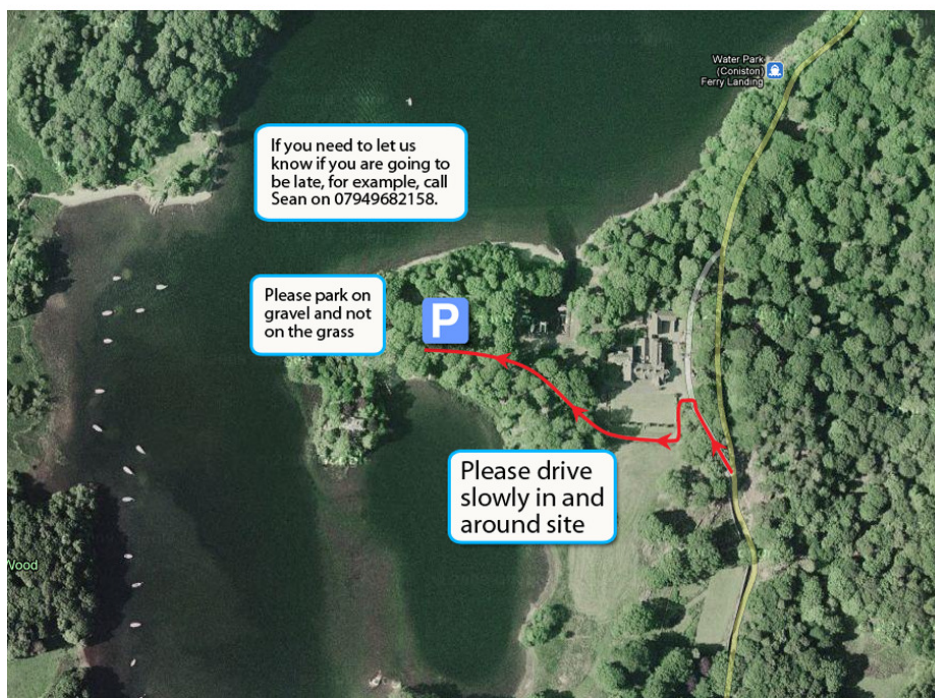 Water Park
(Coniston)
Ferry Landing
If you need to let us
know if you are going to
be late, for example, call
Sean on 07949682158.
Please park on
gravel and not
on the grass
P
Please drive
slowly in and
around site
Wood